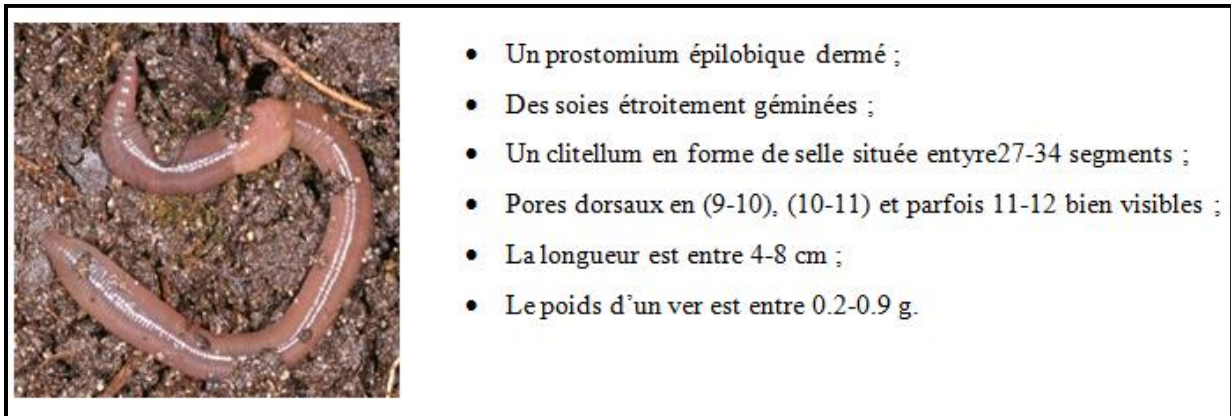 • Un prostomium épilobique dermé ;
• Des soies étroitement géminées ;
• Un clitellum en forme de selle située entyre27-34 segments ;
• Pores dorsaux en (9-10), (10-11) et parfois 11-12 bien visibles ;
• La longueur est entre 4-8 cm ;
• Le poids d'un ver est entre 0.2-0.9 g.